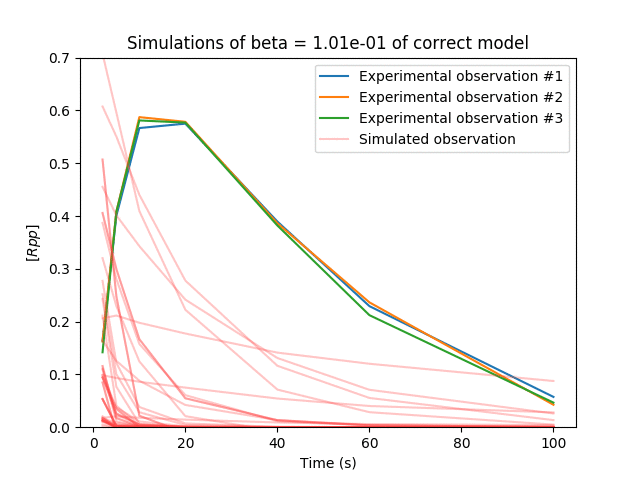 Simulations of beta = 1.01e-01 of correct model
Experimental observation #1
Experimental observation #2
Experimental observation #3
Simulated observation
[Rpp]
0.7
0.6
0.5
0.4
0.3
0.2
0.1
0.0
0 20 40 60 80 100
Time (s)